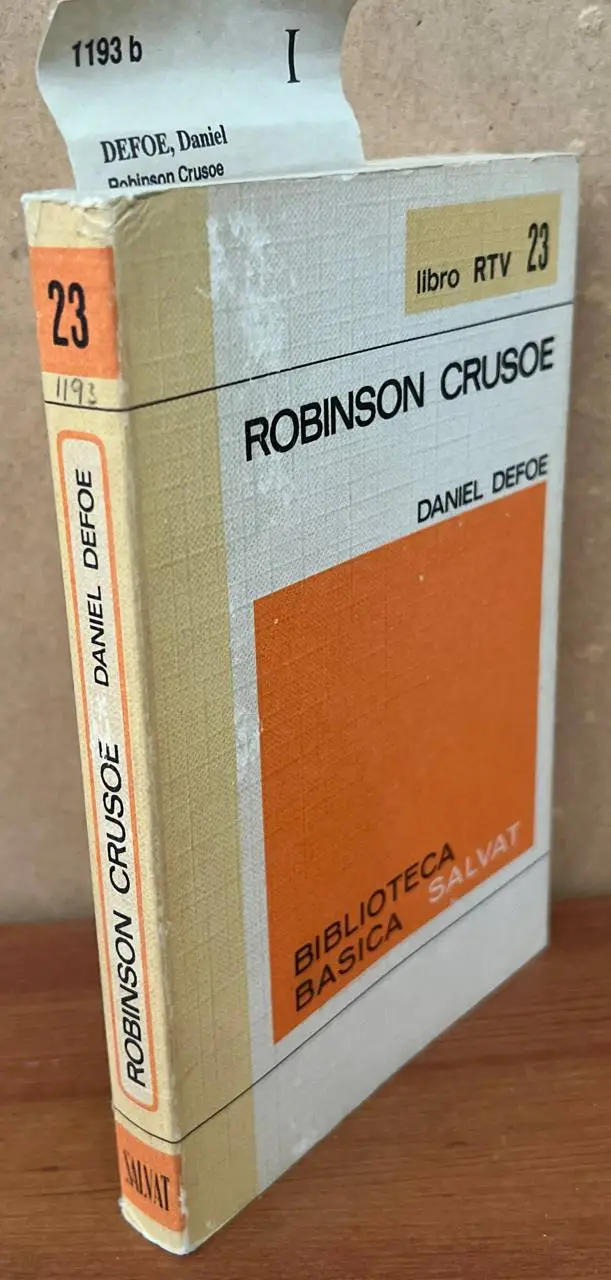 1193 b
I
DEFOE, Daniel
Robinson Crusoe
23
1193
ROBINSON CRUSOE DANIEL DEFOE
SALVAT
libro RTV 23
ROBINSON CRUSOE
DANIEL DEFOE
BIBLIOTECA
BASICA SALVAT